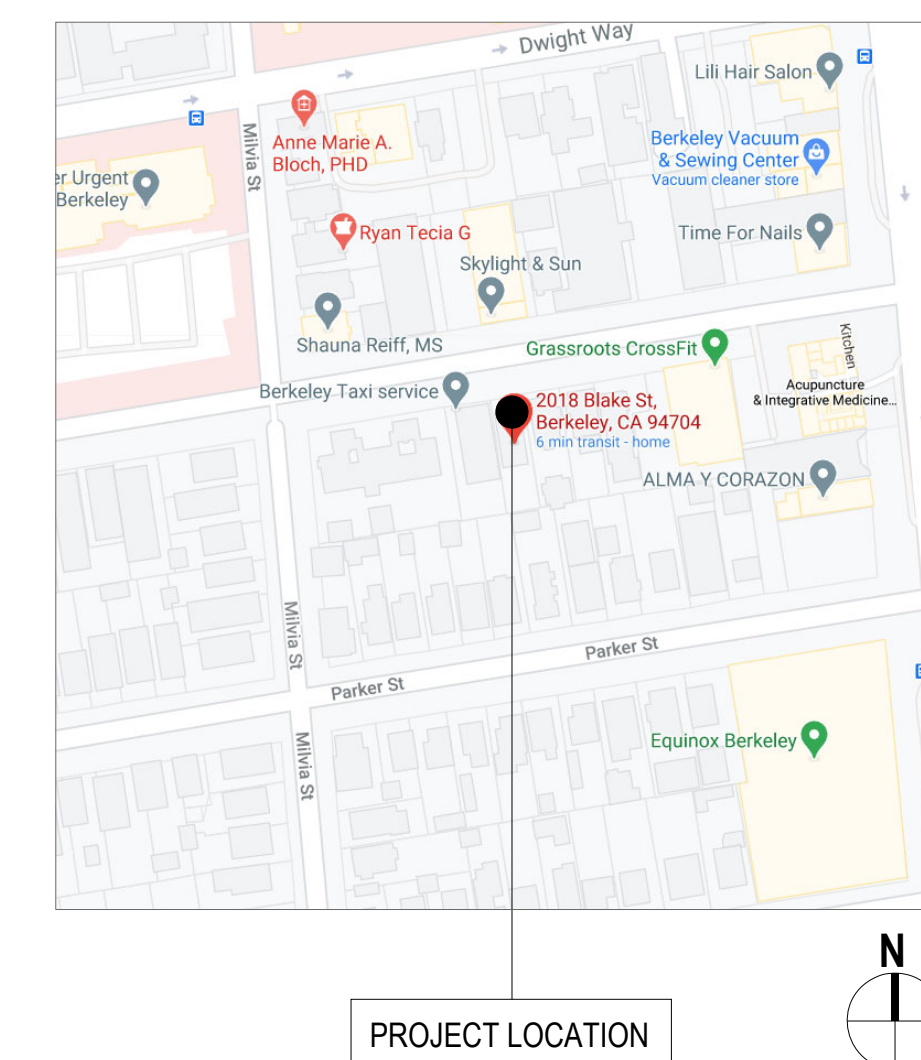 Dwight Way
Lili Hair Salon
Milvia St
Anne Marie A.
Bloch, PHD
Berkeley Vacuum
& Sewing Center
Vacuum cleaner store
er Urgent
Berkeley
Ryan Tecia G
Time For Nails
Skylight & Sun
Shauna Reiff, MS
Grassroots CrossFit
Kitchen
Berkeley Taxi service
Acupuncture
& Integrative Medicine...
2018 Blake St,
Berkeley, CA 94704
6 min transit - home
ALMA Y CORAZON
Milvia St
Parker St
Parker St
Milvia St
Equinox Berkeley
N
PROJECT LOCATION